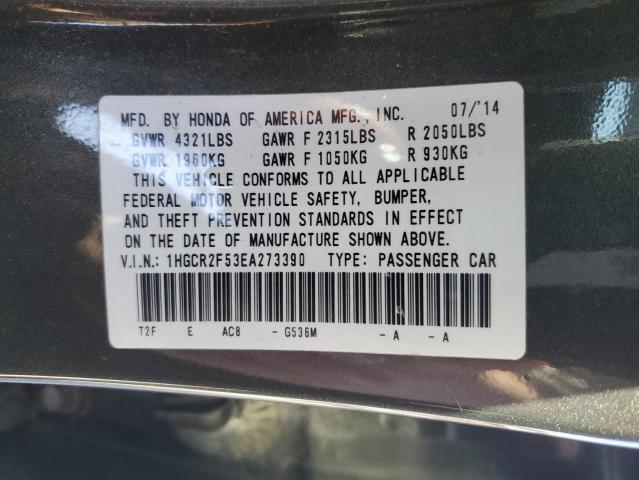 MFD. BY HONDA OF AMERICA MFG., INC. 07/'14
GVWR 4321LBS GAWR F 2315LBS R 2050LBS
GVWR 1960KG GAWR F 1050KG R 930KG
THIS VEHICLE CONFORMS TO ALL APPLICABLE
FEDERAL MOTOR VEHICLE SAFETY, BUMPER,
AND THEFT PREVENTION STANDARDS IN EFFECT
ON THE DATE OF MANUFACTURE SHOWN ABOVE.
V.I.N.: 1HGCR2F53EA273390 TYPE: PASSENGER CAR
T2F E ACB - G536M - A - A